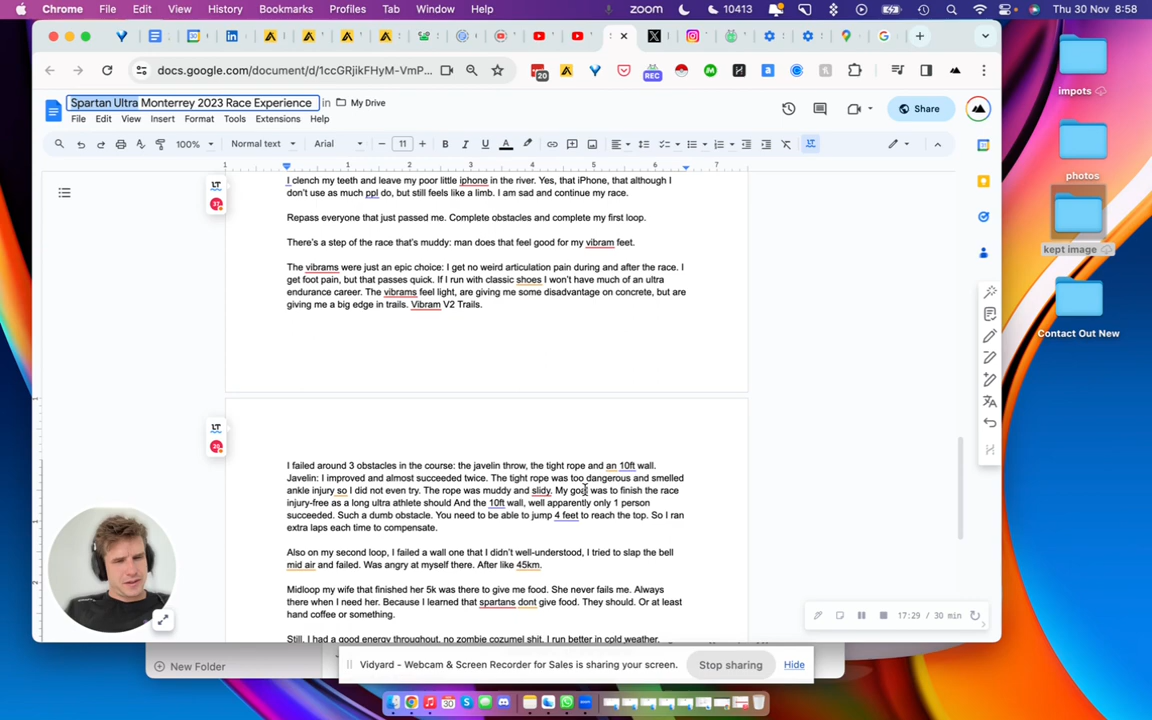 Chrome File Edit View History Bookmarks Profiles Tab Window Help zoom 10413 Thu 30 Nov 8:58
docs.google.com/document/d/1ccGRjikFHyM-VmP... 20 REC
Spartan Ultra Monterrey 2023 Race Experience in My Drive
File Edit View Insert Format Tools Extensions Help
Share
100% Normal text Arial 11
1 1 2 3 4 5 6 7
I clench my teeth and leave my poor little iphone in the river. Yes, that iPhone, that although I
don't use as much ppl do, but still feels like a limb. I am sad and continue my race.
Repass everyone that just passed me. Complete obstacles and complete my first loop.
There's a step of the race that's muddy: man does that feel good for my vibram feet.
The vibrams were just an epic choice: I get no weird articulation pain during and after the race. I
get foot pain, but that passes quick. If I run with classic shoes I won't have much of an ultra
endurance career. The vibrams feel light, are giving me some disadvantage on concrete, but are
giving me a big edge in trails. Vibram V2 Trails.
I failed around 3 obstacles in the course: the javelin throw, the tight rope and an 10ft wall.
Javelin: I improved and almost succeeded twice. The tight rope was too dangerous and smelled
ankle injury so I did not even try. The rope was muddy and slidy. My goal was to finish the race
injury-free as a long ultra athlete should And the 10ft wall, well apparently only 1 person
succeeded. Such a dumb obstacle. You need to be able to jump 4 feet to reach the top. So I ran
extra laps each time to compensate.
Also on my second loop, I failed a wall one that I didn't well-understood, I tried to slap the bell
mid air and failed. Was angry at myself there. After like 45km.
Midloop my wife that finished her 5k was there to give me food. She never fails me. Always
there when I need her. Because I learned that spartans dont give food. They should. Or at least
hand coffee or something.
Still, I had a good energy throughout, no zombie cozumel shit, I run better in cold weather.
17:29 / 30 min
New Folder
Vidyard - Webcam & Screen Recorder for Sales is sharing your screen. Stop sharing Hide
impots
photos
kept image
Contact Out New